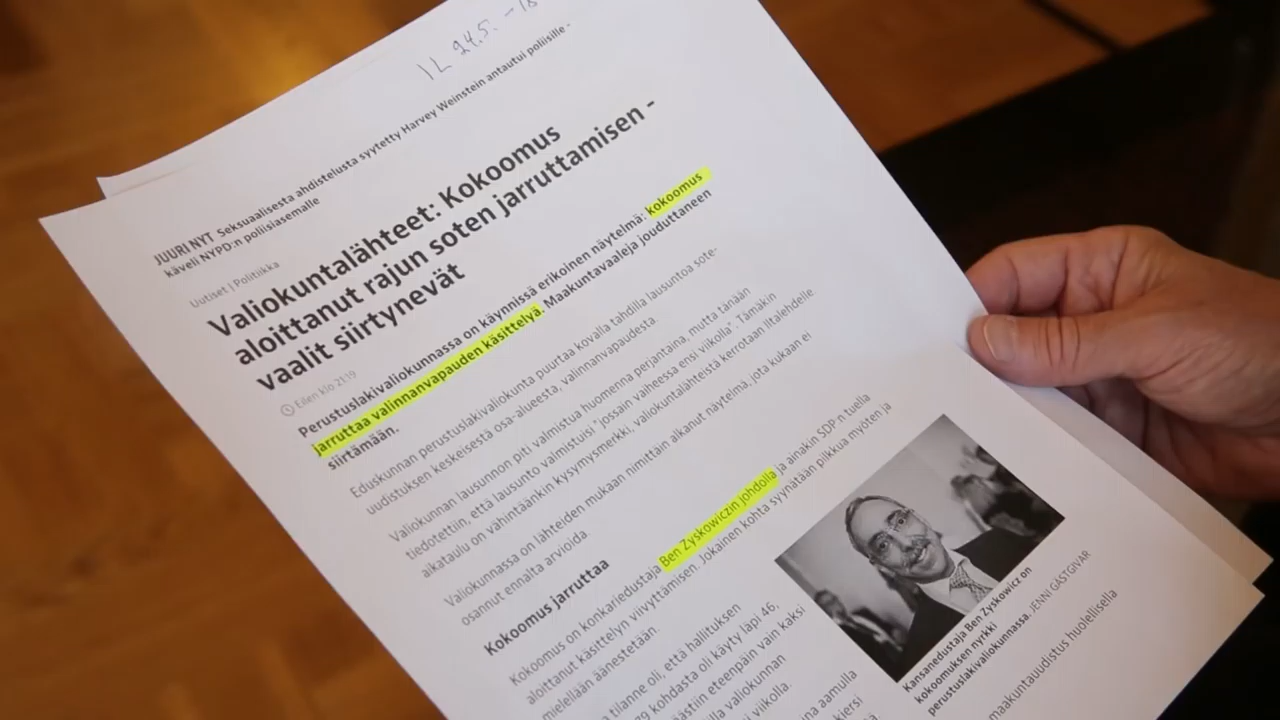 IL 24.5. -18
JUURI NYT Seksuaalisesta ahdistelusta syytetty Harvey Weinstein antautui poliisille -
käveli NYPD:n poliisiasemalle
Uutiset | Politiikka
Valiokuntalähteet: Kokoomus
aloittanut rajun soten jarruttamisen -
vaalit siirtynevät
Eilen klo 21:19
Perustuslakivaliokunnassa on käynnissä erikoinen näytelmä: kokoomus
jarruttaa valinnanvapauden käsittelyä. Maakuntavaaleja jouduttaneen
siirtämään.
Eduskunnan perustuslakivaliokunta puurtaa kovalla tahdilla lausuntoa sote-
uudistuksen keskeisestä osa-alueesta, valinnanvapaudesta
Valiokunnan lausunnon piti valmistua huomenna perjantaina, mutta tänään
tiedotettiin, että lausunto valmistuisi "jossain vaiheessa ensi viikolla". Tämäkin
aikataulu on vähintäänkin kysymysmerkki, valiokuntalähteistä kerrotaan Iltalehdelle
Valiokunnassa on lähteiden mukaan nimittäin alkanut näytelmä, jota kukaan ei
osannut ennalta arvioida
Kokoomus jarruttaa
Kokoomus on konkariedustaja Ben Zyskowiczin johdolla ja ainakin SDP:n tuella
aloittanut käsittelyn viivyttämisen. Jokainen kohta syynätään pilkkua myöten ja
mielellään äänestetään.
tilanne oli, että hallituksen
kohdasta oli käyty läpi 46,
eteenpäin vain kaksi
valiokunnan
viikolla.
aamulla
Kansanedustaja Ben Zyskowicz on
kokoomuksen nyrkki
perustuslakivaliokunnassa. JENNI GÄSTGIVAR
maakuntauudistus huolellisella